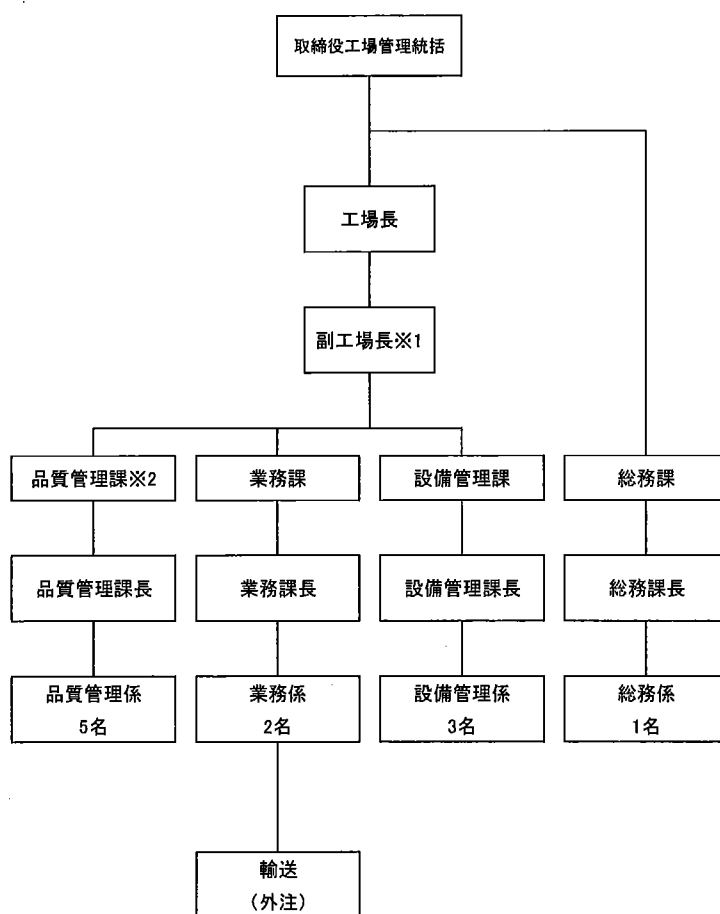 取締役工場管理統括
工場長
副工場長※1
品質管理課※2
業務課
設備管理課
総務課
品質管理課長
業務課長
設備管理課長
総務課長
品質管理係
5名
業務係
2名
設備管理係
3名
総務係
1名
輸送
(外注)